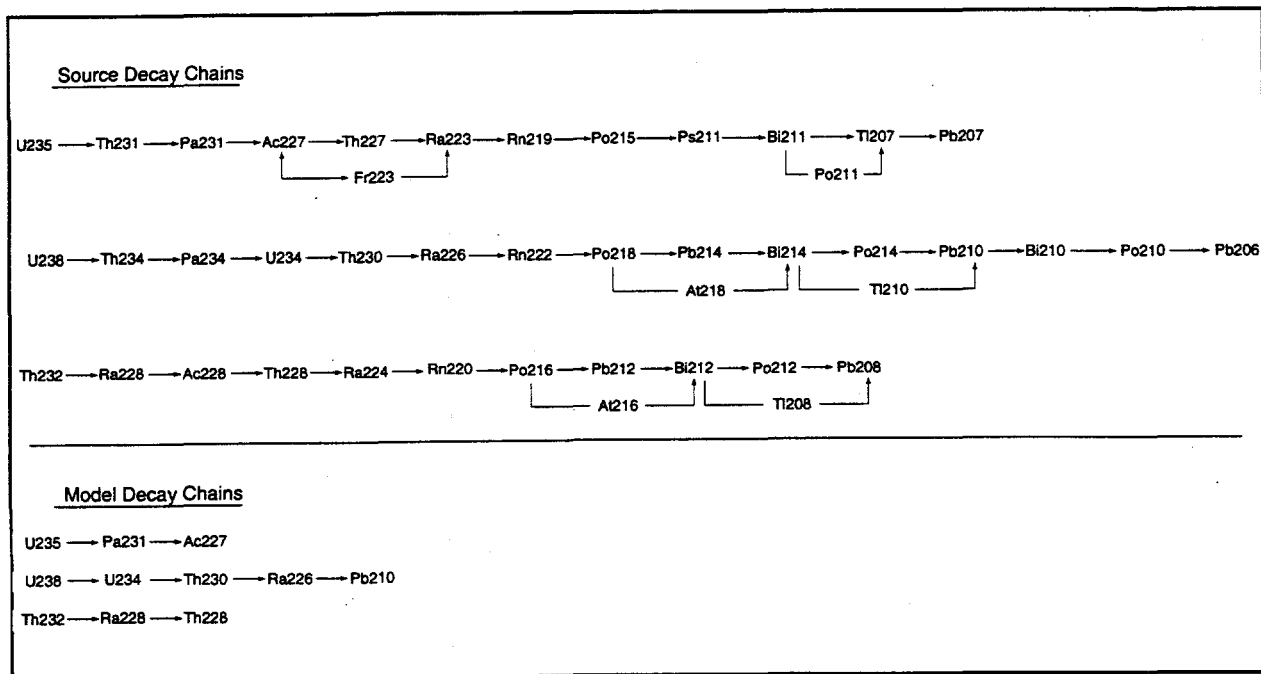 Source Decay Chains
U235 Th231 Pa231 Ac227 Th227 Ra223 Rn219 Po215 Ps211 Bi211 Tl207 Pb207
Fr223 Po211
U238 Th234 Pa234 U234 Th230 Ra226 Rn222 Po218 Pb214 Bi214 Po214 Pb210 Bi210 Po210 Pb206
At218 Tl210
Th232 Ra228 Ac228 Th228 Ra224 Rn220 Po216 Pb212 Bi212 Po212 Pb208
At216 Tl208
Model Decay Chains
U235 Pa231 Ac227
U238 U234 Th230 Ra226 Pb210
Th232 Ra228 Th228